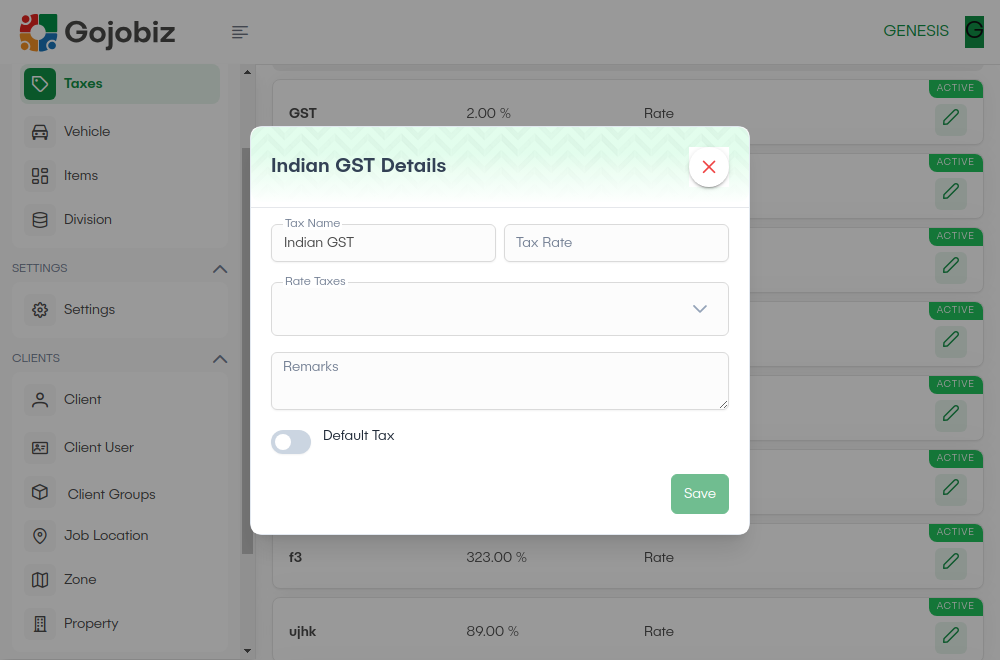 Gojobiz
GENESIS
G
Taxes
Vehicle
Items
Division
SETTINGS
Settings
CLIENTS
Client
Client User
Client Groups
Job Location
Zone
Property
ACTIVE
GST 2.00 % Rate
ACTIVE
ACTIVE
ACTIVE
ACTIVE
ACTIVE
ACTIVE
f3 323.00 % Rate
ACTIVE
ujhk 89.00 % Rate
Indian GST Details
Tax Name
Indian GST
Tax Rate
Rate Taxes
Remarks
Default Tax
Save